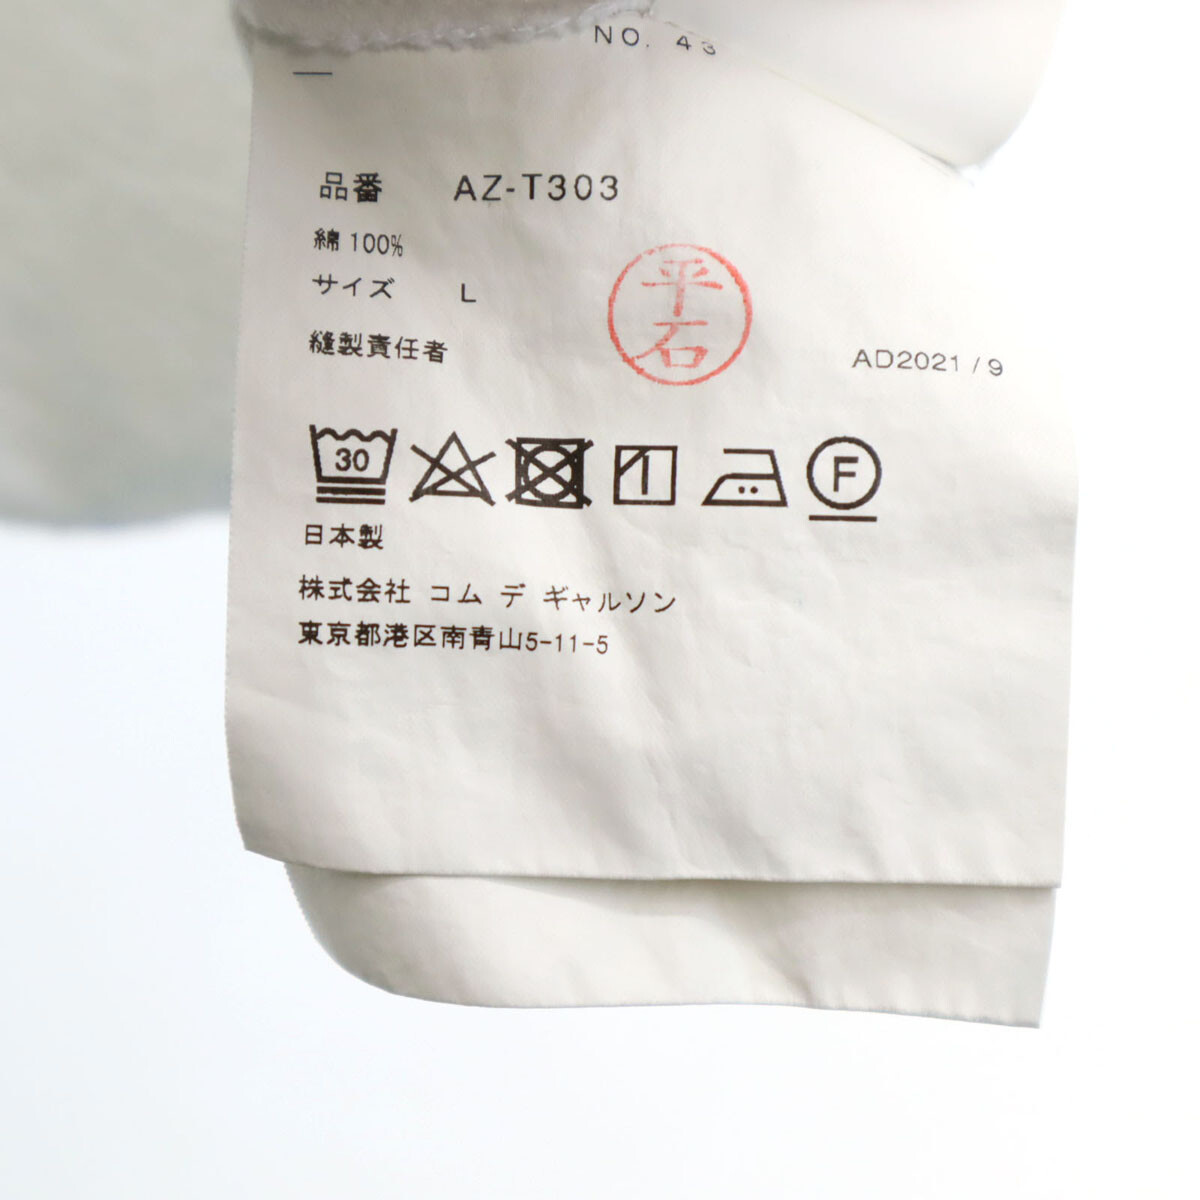 NO. 43
品番 AZ-T303
綿 100%
サイズ L
平石
縫製責任者
AD2021 / 9
30
F
日本製
株式会社 コム デ ギャルソン
東京都港区南青山5-11-5